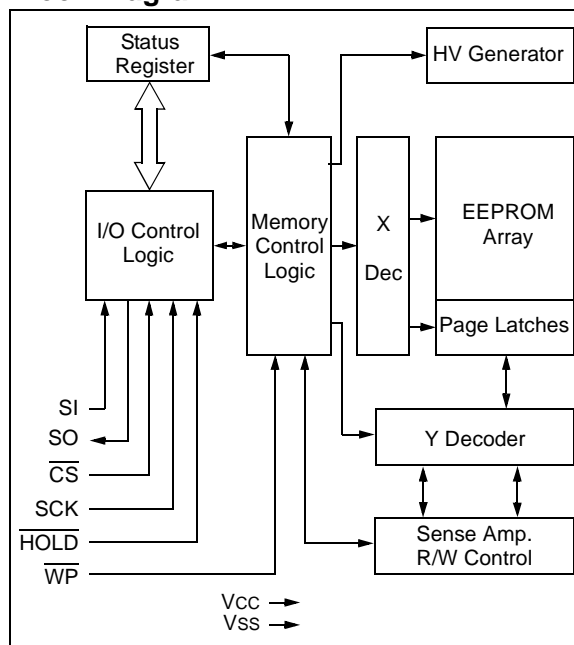 Status
Register
HV Generator
I/O Control
Logic
Memory
Control
Logic
X
Dec
EEPROM
Array
Page Latches
Y Decoder
Sense Amp.
R/W Control
SI
SO
CS
SCK
HOLD
WP
VCC
VSS